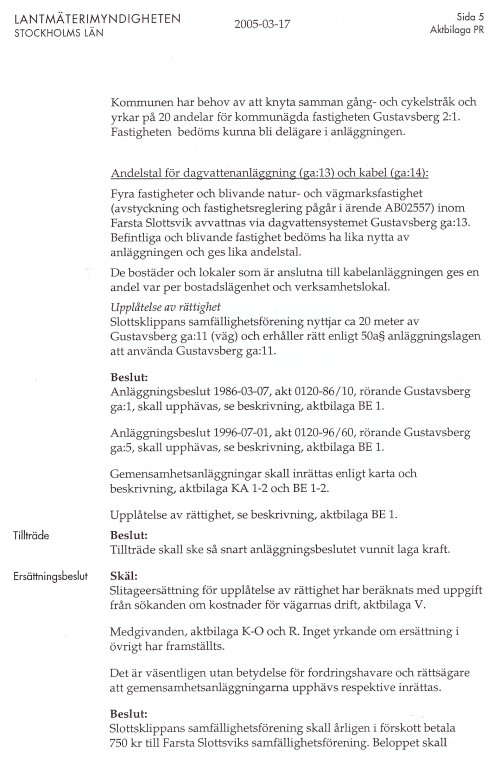 LANTMÄTERIMYNDIGHETEN
STOCKHOLMS LÄN
2005-03-17
Sida 5
Aktbilaga PR
Kommunen har behov av att knyta samman gång- och cykelstråk och
yrkar på 20 andelar för kommunägda fastigheten Gustavsberg 2:1.
Fastigheten bedöms kunna bli delägare i anläggningen.
Andelstal för dagvattenanläggning (ga:13) och kabel (ga:14):
Fyra fastigheter och blivande natur- och vägmarksfastighet
(avstyckning och fastighetsreglering pågår i ärende AB02557) inom
Farsta Slottsvik avvattnas via dagvattensystemet Gustavsberg ga:13.
Befintliga och blivande fastighet bedöms ha lika nytta av
anläggningen och ges lika andelstal.
De bostäder och lokaler som är anslutna till kabelanläggningen ges en
andel var per bostadslägenhet och verksamhetslokal.
Upplåtelse av rättighet
Slottsklippans samfällighetsförening nyttjar ca 20 meter av
Gustavsberg ga:11 (väg) och erhåller rätt enligt 50a§ anläggningslagen
att använda Gustavsberg ga:11.
Beslut:
Anläggningsbeslut 1986-03-07, akt 0120-86/10, rörande Gustavsberg
ga:1, skall upphävas, se beskrivning, aktbilaga BE 1.
Anläggningsbeslut 1996-07-01, akt 0120-96/60, rörande Gustavsberg
ga:5, skall upphävas, se beskrivning, aktbilaga BE 1.
Gemensamhetsanläggningar skall inrättas enligt karta och
beskrivning, aktbilaga KA 1-2 och BE 1-2.
Upplåtelse av rättighet, se beskrivning, aktbilaga BE 1.
Tillträde
Beslut:
Tillträde skall ske så snart anläggningsbeslutet vunnit laga kraft.
Ersättningsbeslut
Skäl:
Slitageersättning för upplåtelse av rättighet har beräknats med uppgift
från sökanden om kostnader för vägarnas drift, aktbilaga V.
Medgivanden, aktbilaga K-O och R. Inget yrkande om ersättning i
övrigt har framställts.
Det är väsentligen utan betydelse för fordringshavare och rättsägare
att gemensamhetsanläggningarna upphävs respektive inrättas.
Beslut:
Slottsklippans samfällighetsförening skall årligen i förskott betala
750 kr till Farsta Slottsviks samfällighetsförening. Beloppet skall